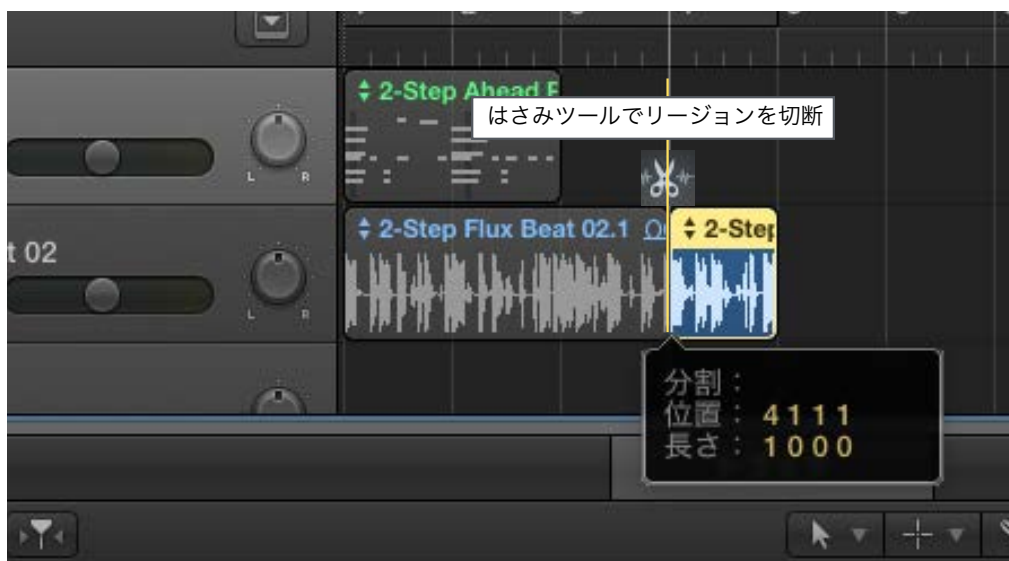 2-Step Ahead
はさみツールでリージョンを切断
L R
2-Step Flux Beat 02.1
2-Step
t 02
L R
分割：
位置： 4 1 1 1
長さ： 1 0 0 0